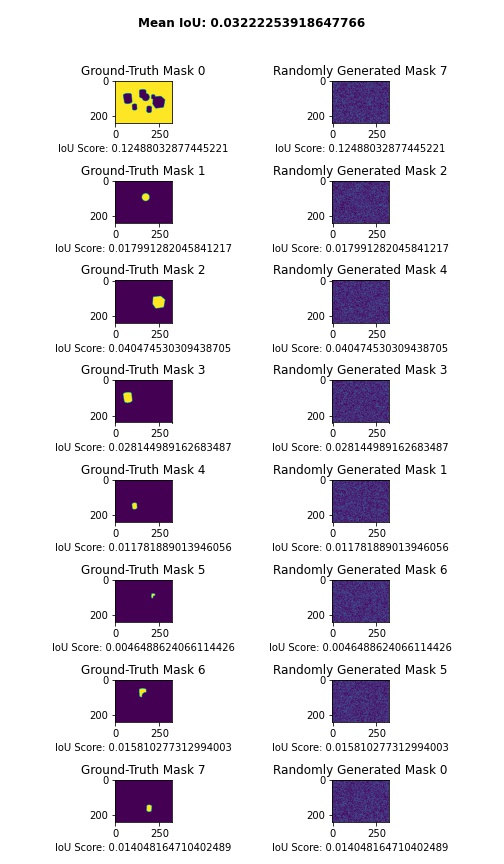 Mean IoU: 0.03222253918647766
Ground-Truth Mask 0 Randomly Generated Mask 7
0 0
200 200
0 250 0 250
IoU Score: 0.12488032877445221 IoU Score: 0.12488032877445221
Ground-Truth Mask 1 Randomly Generated Mask 2
0 0
200 200
0 250 0 250
IoU Score: 0.017991282045841217 IoU Score: 0.017991282045841217
Ground-Truth Mask 2 Randomly Generated Mask 4
0 0
200 200
0 250 0 250
IoU Score: 0.040474530309438705 IoU Score: 0.040474530309438705
Ground-Truth Mask 3 Randomly Generated Mask 3
0 0
200 200
0 250 0 250
IoU Score: 0.028144989162683487 IoU Score: 0.028144989162683487
Ground-Truth Mask 4 Randomly Generated Mask 1
0 0
200 200
0 250 0 250
IoU Score: 0.011781889013946056 IoU Score: 0.011781889013946056
Ground-Truth Mask 5 Randomly Generated Mask 6
0 0
200 200
0 250 0 250
IoU Score: 0.0046488624066114426 IoU Score: 0.0046488624066114426
Ground-Truth Mask 6 Randomly Generated Mask 5
0 0
200 200
0 250 0 250
IoU Score: 0.015810277312994003 IoU Score: 0.015810277312994003
Ground-Truth Mask 7 Randomly Generated Mask 0
0 0
200 200
0 250 0 250
IoU Score: 0.014048164710402489 IoU Score: 0.014048164710402489